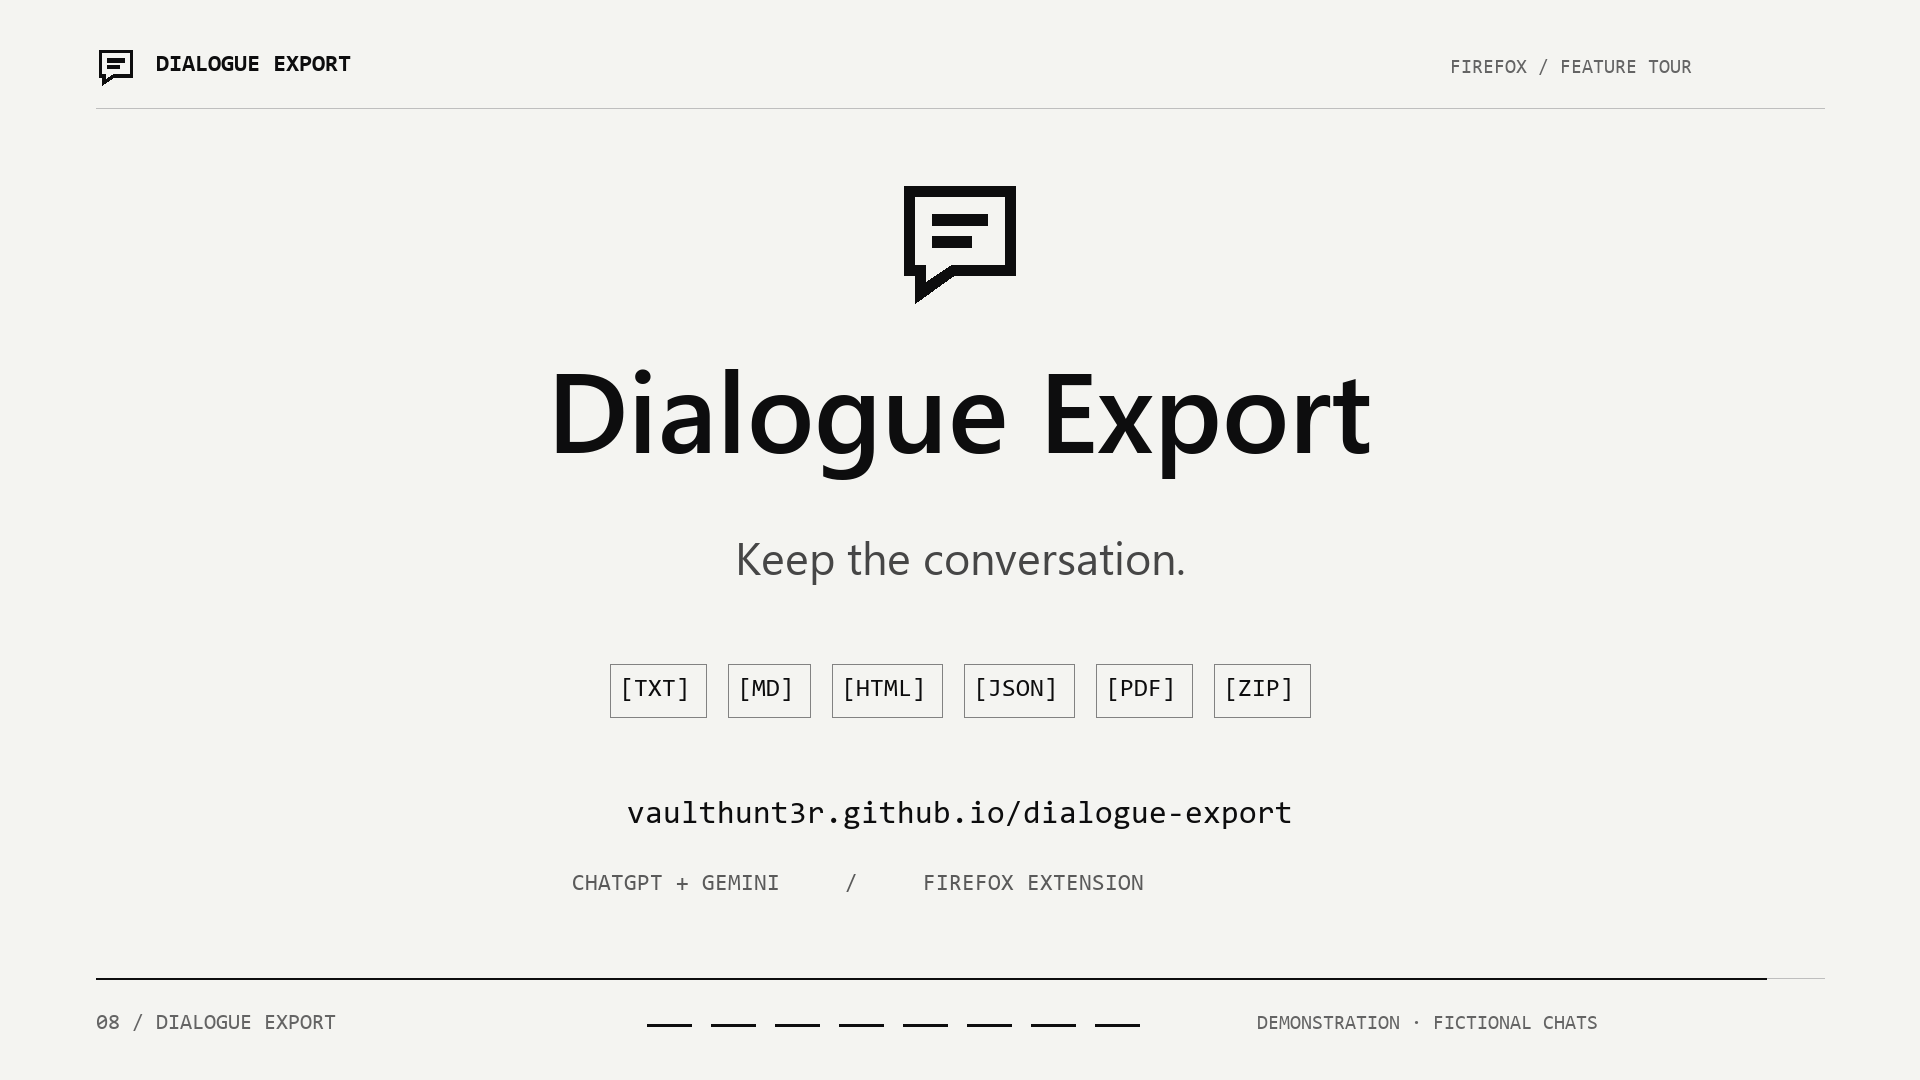 DIALOGUE EXPORT
FIREFOX / FEATURE TOUR
Dialogue Export
Keep the conversation.
[TXT] [MD] [HTML] [JSON] [PDF] [ZIP]
vaulthunt3r.github.io/dialogue-export
CHATGPT + GEMINI / FIREFOX EXTENSION
08 / DIALOGUE EXPORT
DEMONSTRATION · FICTIONAL CHATS